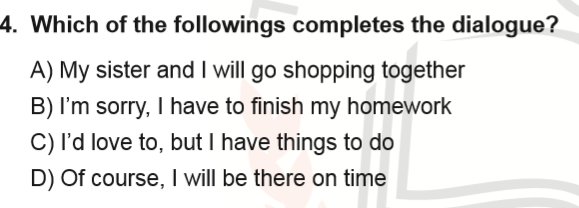 4. Which of the followings completes the dialogue?
A) My sister and I will go shopping together
B) I'm sorry, I have to finish my homework
C) I'd love to, but I have things to do
D) Of course, I will be there on time